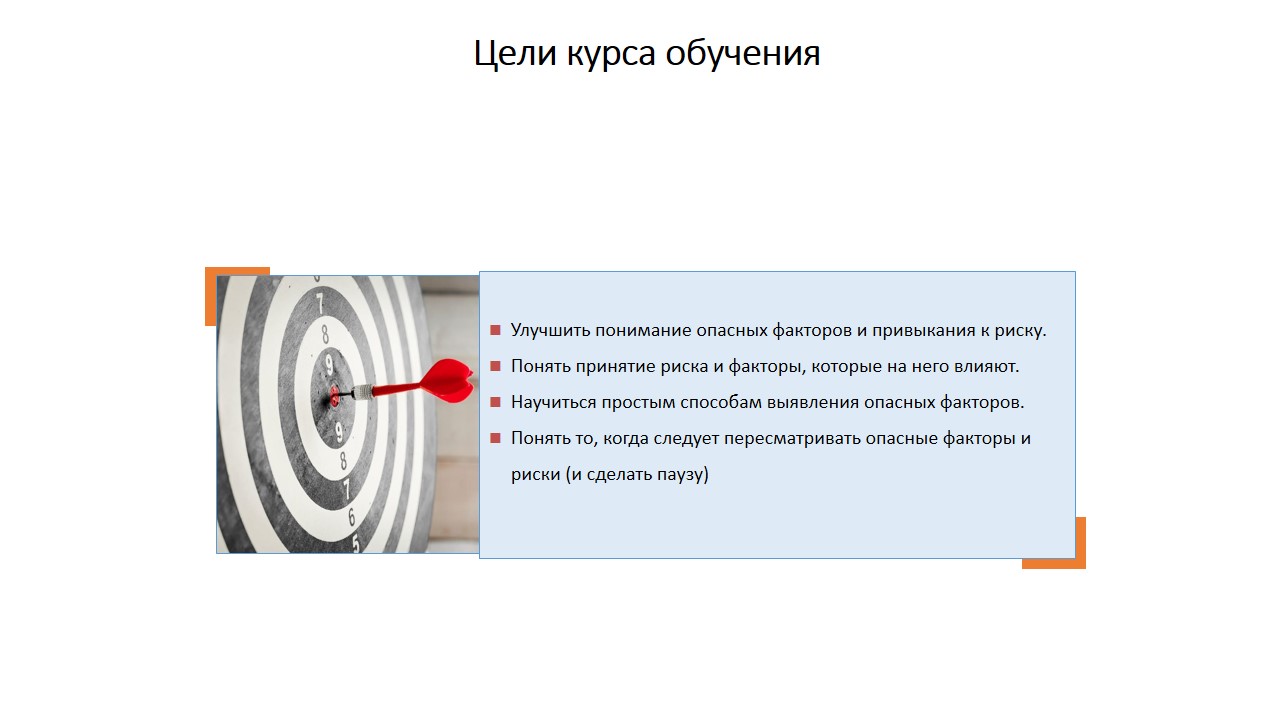 Цели курса обучения
6
7
8
9
9
8
7
6
5
Улучшить понимание опасных факторов и привыкания к риску.
Понять принятие риска и факторы, которые на него влияют.
Научиться простым способам выявления опасных факторов.
Понять то, когда следует пересматривать опасные факторы и
риски (и сделать паузу)